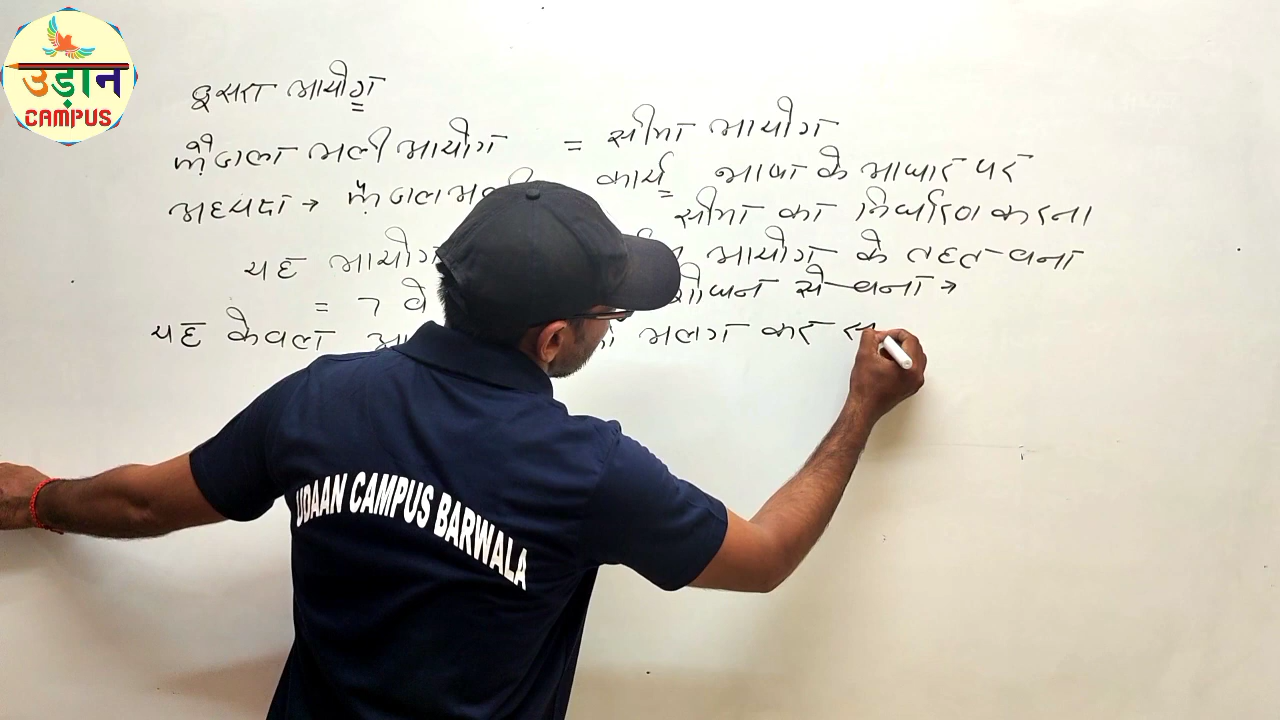 उड़ान
CAMPUS
दूसरा आयोग
फैजल अली आयोग = सीमा आयोग
कार्य भाषा के आधार पर
अध्यक्ष → फैजल अली
सीमा का निर्धारण करना
यह आयोग आयोग के तहत बना
= 7 वे से बना →
यह केवल अलग कर
UDAAN CAMPUS BARWALA